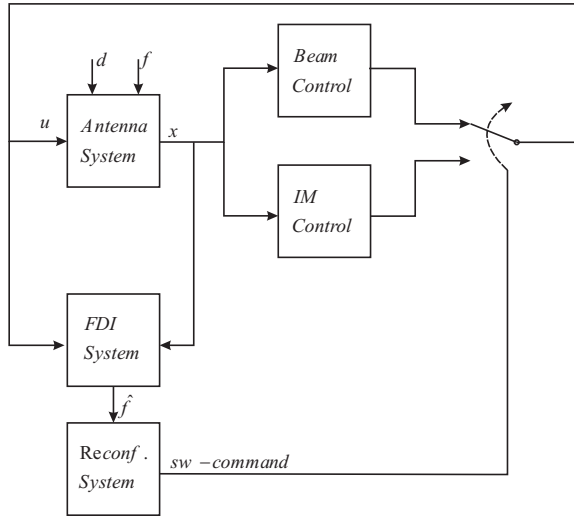 d
f
u
Antenna
System
x
Beam
Control
IM
Control
FDI
System
f̂
Reconf.
System
sw –command